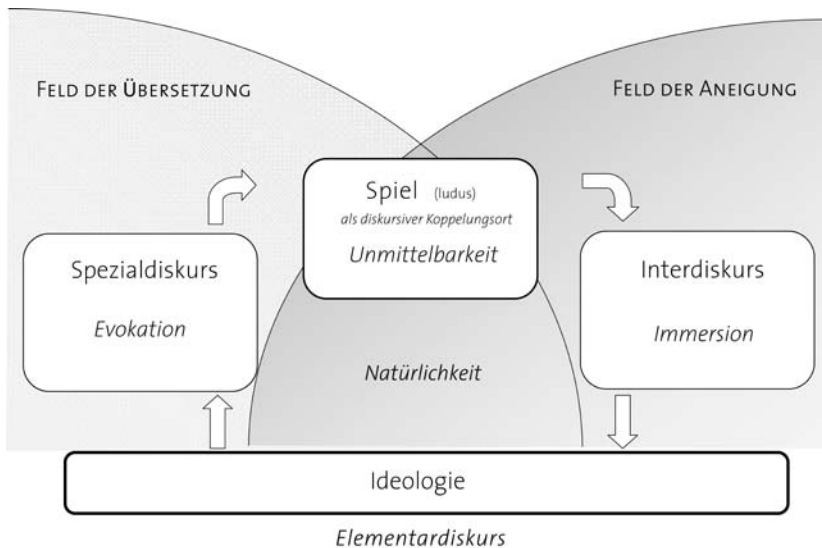 FELD DER ÜBERSETZUNG
FELD DER ANEIGUNG
Spiel (ludus)
als diskursiver Koppelungsort
Unmittelbarkeit
Spezialdiskurs
Evokation
Interdiskurs
Immersion
Natürlichkeit
Ideologie
Elementardiskurs